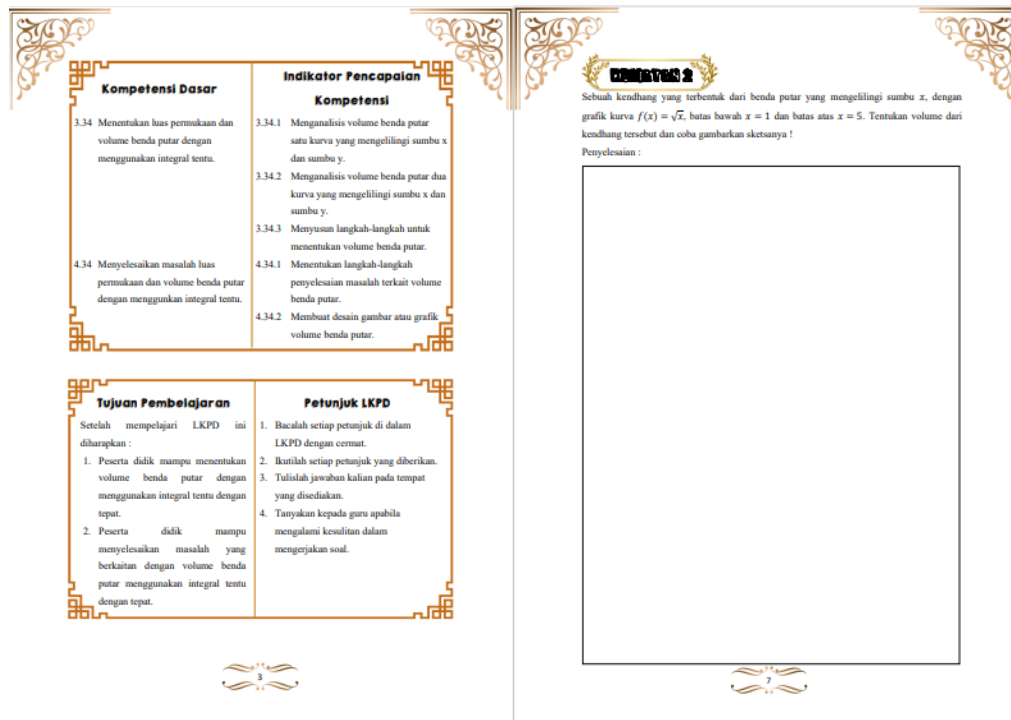 Kompetensi Dasar
3.34 Menentukan luas permukaan dan
volume benda putar dengan
menggunakan integral tentu.
4.34 Menyelesaikan masalah luas
permukaan dan volume benda putar
dengan menggunkan integral tentu.
Indikator Pencapaian
Kompetensi
3.34.1 Menganalisis volume benda putar
satu kurva yang mengelilingi sumbu x
dan sumbu y.
3.34.2 Menganalisis volume benda putar dua
kurva yang mengelilingi sumbu x dan
sumbu y.
3.34.3 Menyusun langkah-langkah untuk
menentukan volume benda putar.
4.34.1 Menentukan langkah-langkah
penyelesaian masalah terkait volume
benda putar.
4.34.2 Membuat desain gambar atau grafik
volume benda putar.
Tujuan Pembelajaran
Setelah mempelajari LKPD ini
diharapkan :
1. Peserta didik mampu menentukan
volume benda putar dengan
menggunakan integral tentu dengan
tepat.
2. Peserta didik mampu
menyelesaikan masalah yang
berkaitan dengan volume benda
putar menggunakan integral tentu
dengan tepat.
Petunjuk LKPD
1. Bacalah setiap petunjuk di dalam
LKPD dengan cermat.
2. Ikutilah setiap petunjuk yang diberikan.
3. Tulislah jawaban kalian pada tempat
yang disediakan.
4. Tanyakan kepada guru apabila
mengalami kesulitan dalam
mengerjakan soal.
3
KEGIATAN 2
Sebuah kendhang yang terbentuk dari benda putar yang mengelilingi sumbu x, dengan
grafik kurva f(x) = √x, batas bawah x = 1 dan batas atas x = 5. Tentukan volume dari
kendhang tersebut dan coba gambarkan sketsanya !
Penyelesaian :
7